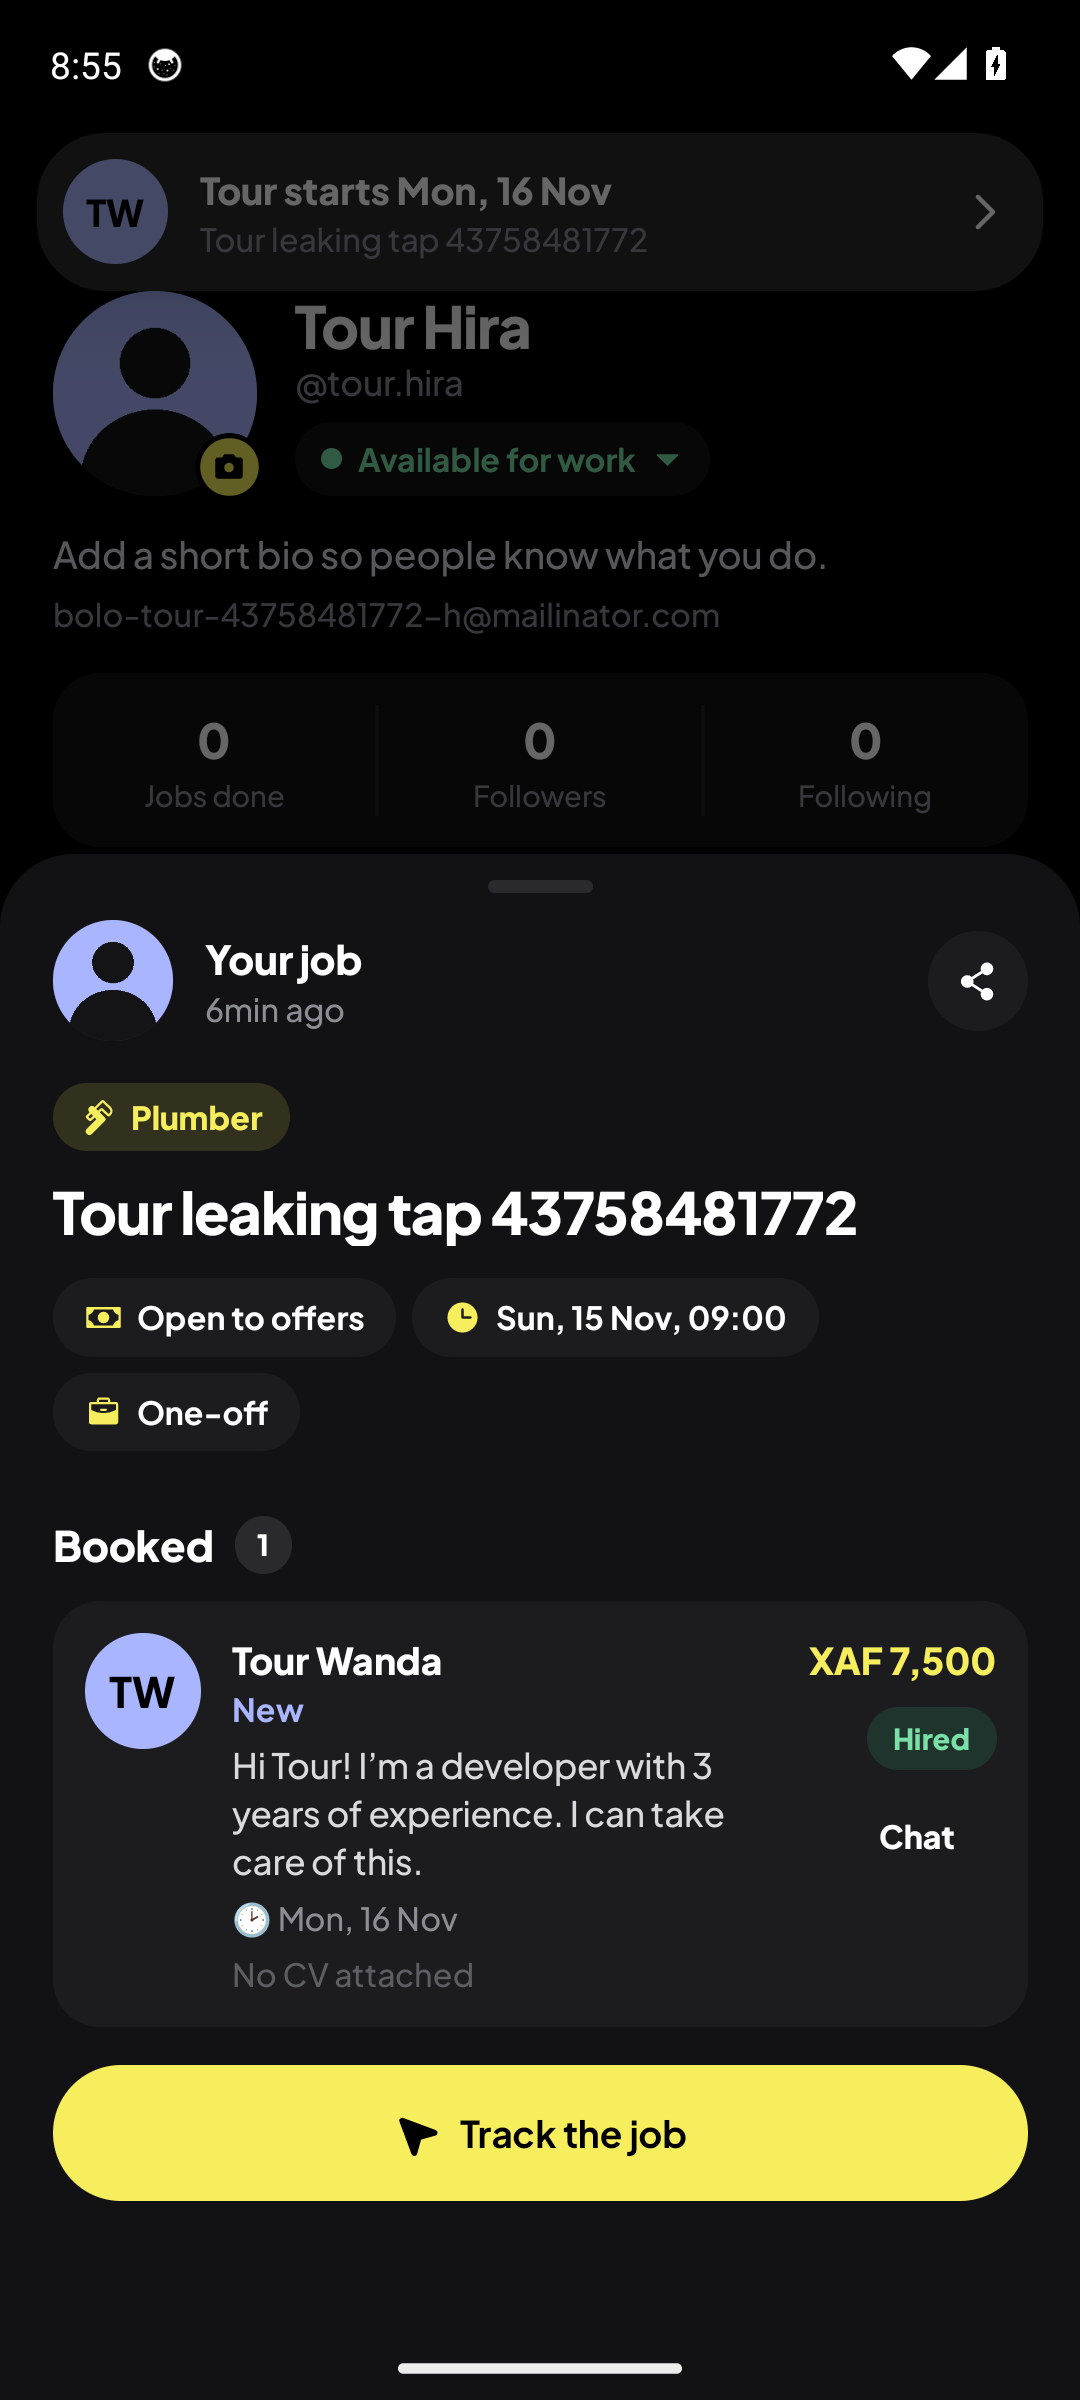 8:55
TW
Tour starts Mon, 16 Nov
Tour leaking tap 43758481772
Tour Hira
@tour.hira
Available for work
Add a short bio so people know what you do.
bolo-tour-43758481772-h@mailinator.com
0
Jobs done
0
Followers
0
Following
Your job
6min ago
Plumber
Tour leaking tap 43758481772
Open to offers
Sun, 15 Nov, 09:00
One-off
Booked 1
TW
Tour Wanda
XAF 7,500
New
Hired
Hi Tour! I’m a developer with 3
years of experience. I can take
care of this.
Chat
🕑 Mon, 16 Nov
No CV attached
Track the job